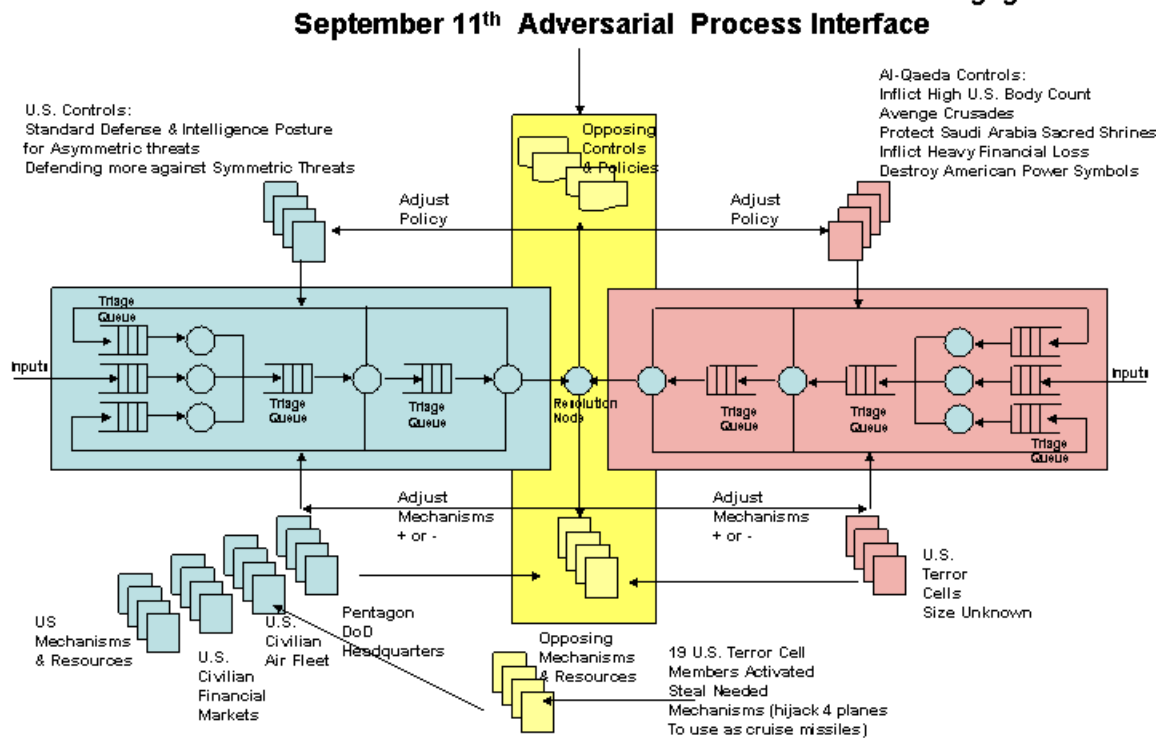 September 11th Adversarial Process Interface
U.S. Controls:
Standard Defense & Intelligence Posture
for Asymmetric threats
Defending more against Symmetric Threats
Opposing
Controls
& Policies
Al-Qaeda Controls:
Inflict High U.S. Body Count
Avenge Crusades
Protect Saudi Arabia Sacred Shrines
Inflict Heavy Financial Loss
Destroy American Power Symbols
Adjust
Policy
Adjust
Policy
Triage
Queue
Inputs
Triage
Queue
Triage
Queue
Resolution
Node
Triage
Queue
Triage
Queue
Triage
Queue
Inputs
Adjust
Mechanisms
+ or -
Adjust
Mechanisms
+ or -
US
Mechanisms
& Resources
U.S.
Civilian
Financial
Markets
U.S.
Civilian
Air Fleet
Pentagon
DoD
Headquarters
Opposing
Mechanisms
& Resources
19 U.S. Terror Cell
Members Activated
Steal Needed
Mechanisms (hijack 4 planes
To use as cruise missiles)
U.S.
Terror
Cells
Size Unknown